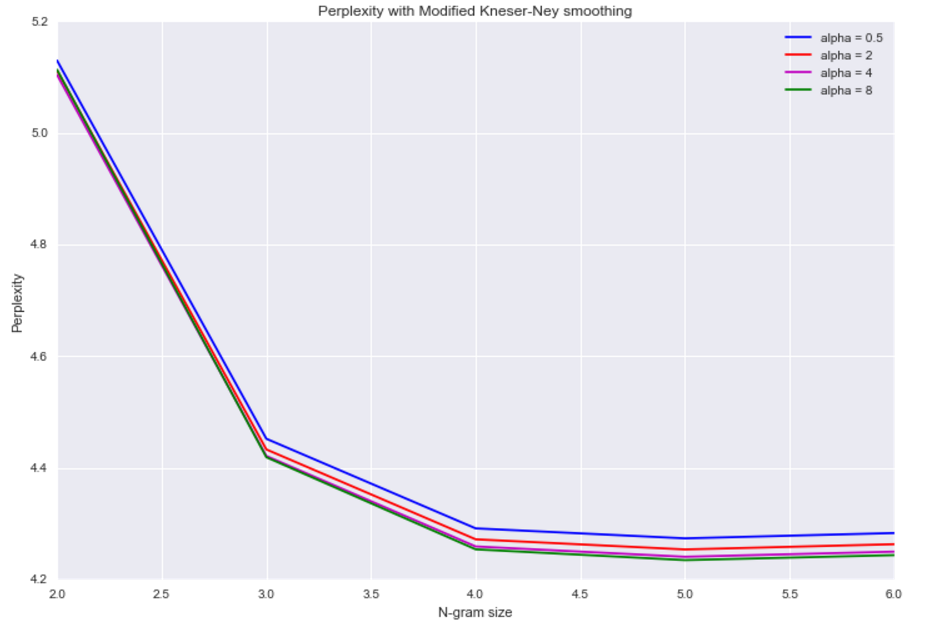 Perplexity with Modified Kneser-Ney smoothing
5.2
5.0
4.8
4.6
4.4
4.2
Perplexity
alpha = 0.5
alpha = 2
alpha = 4
alpha = 8
2.0 2.5 3.0 3.5 4.0 4.5 5.0 5.5 6.0
N-gram size